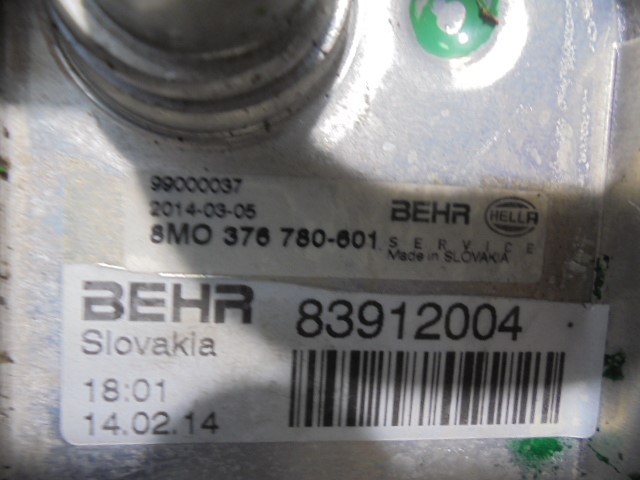 99000037
2014-03-05
8MO 376 780-601
BEHR HELLA
SERVICE
Made in SLOVAKIA
BEHR 83912004
Slovakia
18:01
14.02.14